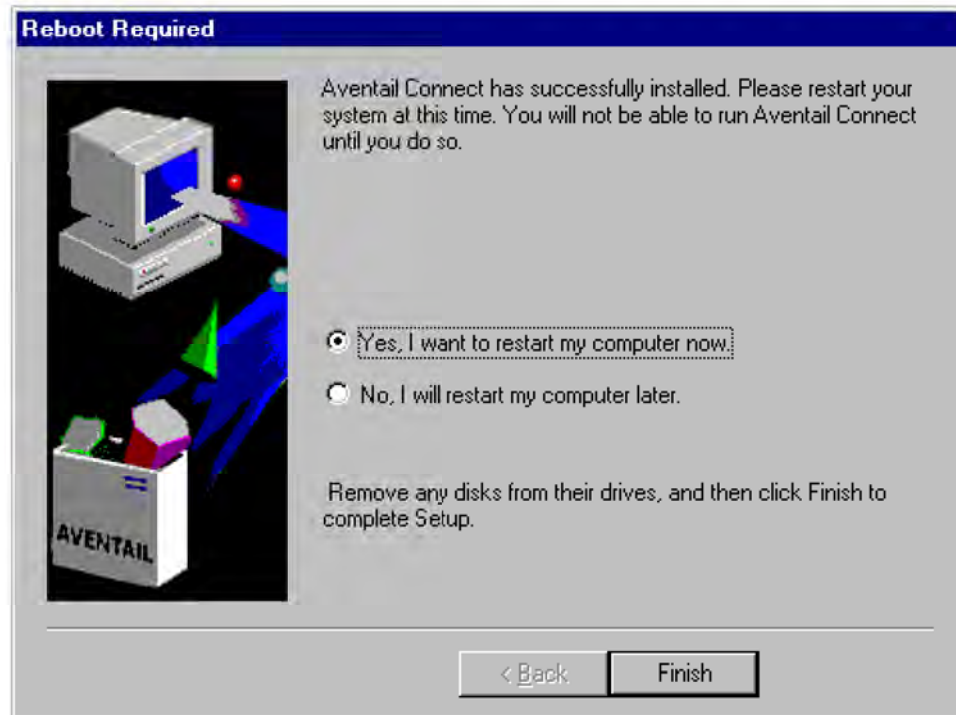 Reboot Required
Aventail Connect has successfully installed. Please restart your
system at this time. You will not be able to run Aventail Connect
until you do so.
Yes, I want to restart my computer now.
No, I will restart my computer later.
Remove any disks from their drives, and then click Finish to
complete Setup.
AVENTAIL
< Back
Finish